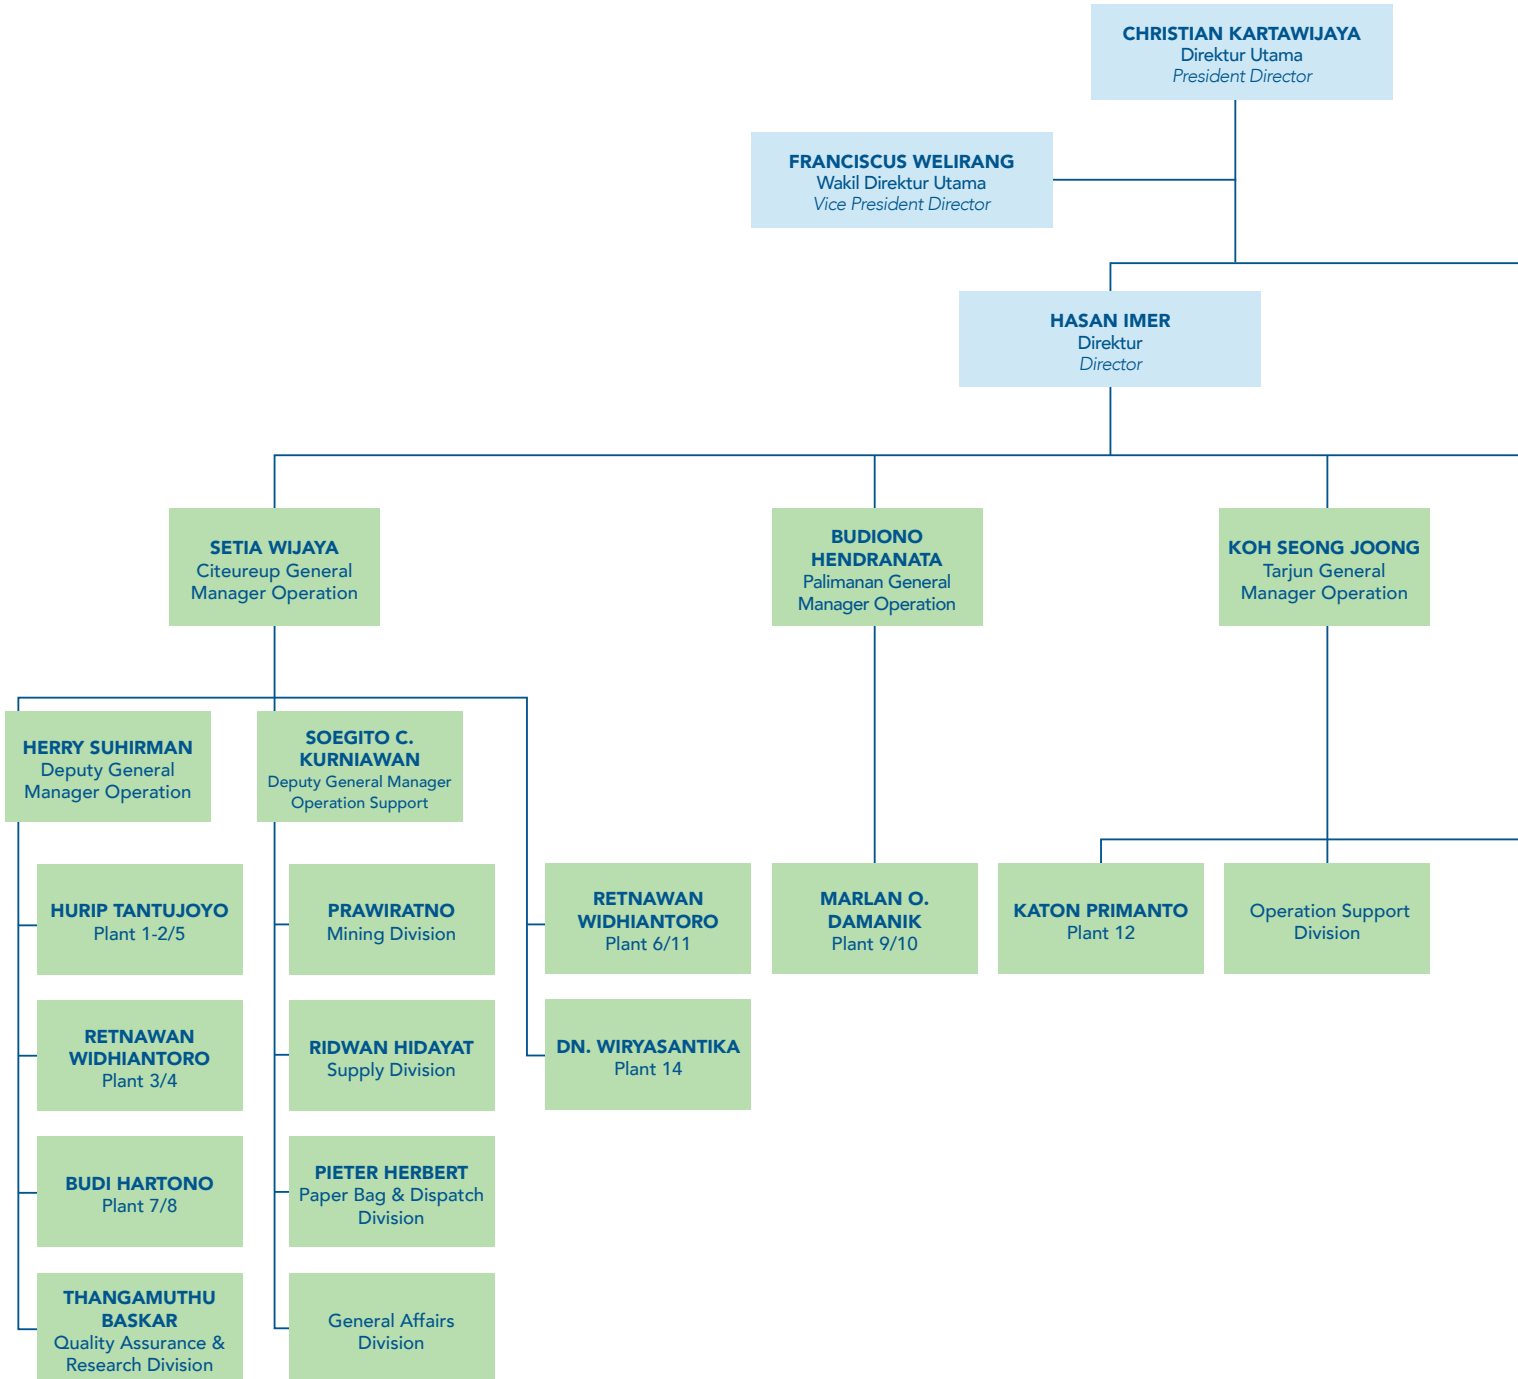 CHRISTIAN KARTAWIJAYA
Direktur Utama
President Director
FRANCISCUS WELIRANG
Wakil Direktur Utama
Vice President Director
HASAN IMER
Direktur
Director
SETIA WIJAYA
Citeureup General
Manager Operation
BUDIONO
HENDRANATA
Palimanan General
Manager Operation
KOH SEONG JOONG
Tarjun General
Manager Operation
HERRY SUHIRMAN
Deputy General
Manager Operation
SOEGITO C.
KURNIAWAN
Deputy General Manager
Operation Support
HURIP TANTUJOYO
Plant 1-2/5
PRAWIRATNO
Mining Division
RETNAWAN
WIDHIANTORO
Plant 6/11
MARLAN O.
DAMANIK
Plant 9/10
KATON PRIMANTO
Plant 12
Operation Support
Division
RETNAWAN
WIDHIANTORO
Plant 3/4
RIDWAN HIDAYAT
Supply Division
DN. WIRYASANTIKA
Plant 14
BUDI HARTONO
Plant 7/8
PIETER HERBERT
Paper Bag & Dispatch
Division
THANGAMUTHU
BASKAR
Quality Assurance &
Research Division
General Affairs
Division